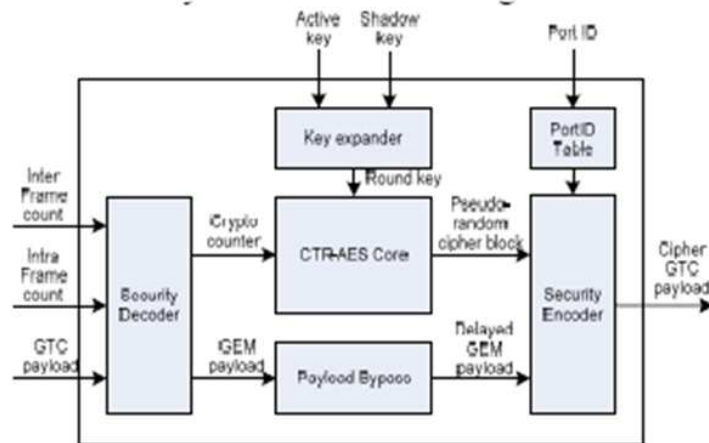 Active
key
Shadow
key
Port ID
Key expander
PortID
Table
Round key
Inter
Frame
count
Crypto
counter
CTR-AES Core
Pseudo-
random
cipher block
Intra
Frame
count
Security
Decoder
Security
Encoder
Cipher
GTC
payload
GTC
payload
GEM
payload
Payload Bypass
Delayed
GEM
payload